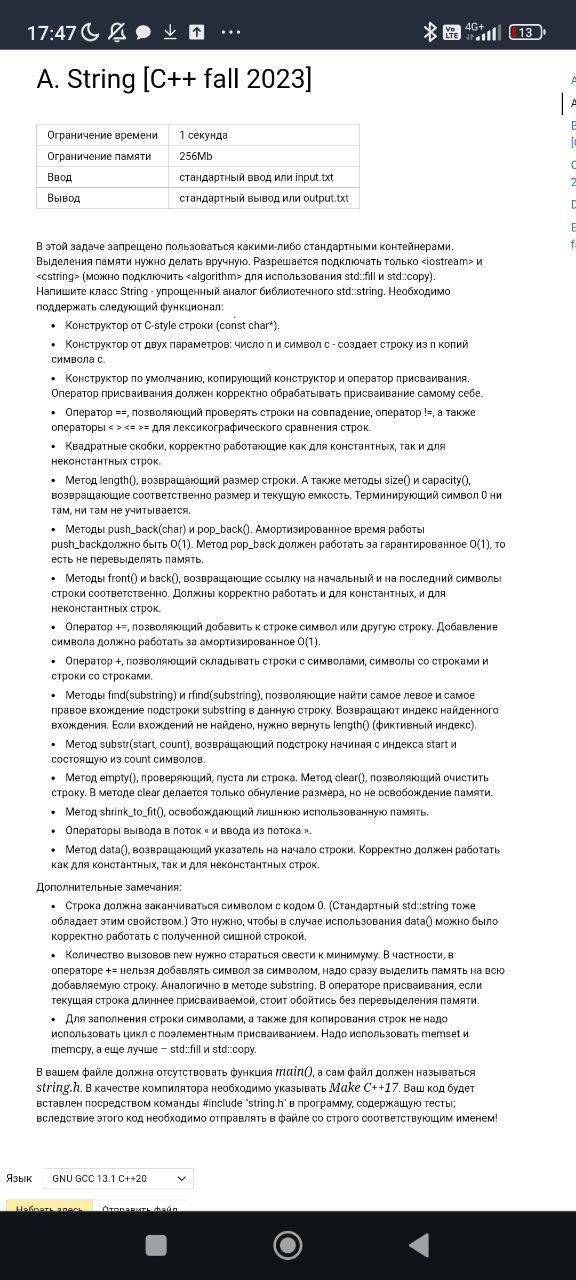 17:47
Vo LTE 4G+ 13
A. String [C++ fall 2023]
Ограничение времени 1 секунда
Ограничение памяти 256Mb
Ввод стандартный ввод или input.txt
Вывод стандартный вывод или output.txt
В этой задаче запрещено пользоваться какими-либо стандартными контейнерами.
Выделения памяти нужно делать вручную. Разрешается подключать только <iostream> и
<cstring> (можно подключить <algorithm> для использования std::fill и std::copy).
Напишите класс String - упрощенный аналог библиотечного std::string. Необходимо
поддержать следующий функционал:
• Конструктор от C-style строки (const char*).
• Конструктор от двух параметров: число n и символ c - создает строку из n копий
символа c.
• Конструктор по умолчанию, копирующий конструктор и оператор присваивания.
Оператор присваивания должен корректно обрабатывать присваивание самому себе.
• Оператор ==, позволяющий проверять строки на совпадение, оператор !=, а также
операторы < > <= >= для лексикографического сравнения строк.
• Квадратные скобки, корректно работающие как для константных, так и для
неконстантных строк.
• Метод length(), возвращающий размер строки. А также методы size() и capacity(),
возвращающие соответственно размер и текущую емкость. Терминирующий символ 0 ни
там, ни там не учитывается.
• Методы push_back(char) и pop_back(). Амортизированное время работы
push_backдолжно быть O(1). Метод pop_back должен работать за гарантированное O(1), то
есть не перевыделять память.
• Методы front() и back(), возвращающие ссылку на начальный и на последний символы
строки соответственно. Должны корректно работать и для константных, и для
неконстантных строк.
• Оператор +=, позволяющий добавить к строке символ или другую строку. Добавление
символа должно работать за амортизированное O(1).
• Оператор +, позволяющий складывать строки с символами, символы со строками и
строки со строками.
• Методы find(substring) и rfind(substring), позволяющие найти самое левое и самое
правое вхождение подстроки substring в данную строку. Возвращают индекс найденного
вхождения. Если вхождений не найдено, нужно вернуть length() (фиктивный индекс).
• Метод substr(start, count), возвращающий подстроку начиная с индекса start и
состоящую из count символов.
• Метод empty(), проверяющий, пуста ли строка. Метод clear(), позволяющий очистить
строку. В методе clear делается только обнуление размера, но не освобождение памяти.
• Метод shrink_to_fit(), освобождающий лишнюю использованную память.
• Операторы вывода в поток « и ввода из потока ».
• Метод data(), возвращающий указатель на начало строки. Корректно должен работать
как для константных, так и для неконстантных строк.
Дополнительные замечания:
• Строка должна заканчиваться символом с кодом 0. (Стандартный std::string тоже
обладает этим свойством.) Это нужно, чтобы в случае использования data() можно было
корректно работать с полученной сишной строкой.
• Количество вызовов new нужно стараться свести к минимуму. В частности, в
операторе += нельзя добавлять символ за символом, надо сразу выделить память на всю
добавляемую строку. Аналогично в методе substring. В операторе присваивания, если
текущая строка длиннее присваиваемой, стоит обойтись без перевыделения памяти.
• Для заполнения строки символами, а также для копирования строк не надо
использовать цикл с поэлементным присваиванием. Надо использовать memset и
memcpy, а еще лучше – std::fill и std::copy.
В вашем файле должна отсутствовать функция main(), а сам файл должен называться
string.h. В качестве компилятора необходимо указывать Make C++17. Ваш код будет
вставлен посредством команды #include "string.h" в программу, содержащую тесты;
вследствие этого код необходимо отправлять в файле со строго соответствующим именем!
Язык GNU GCC 13.1 C++20
Набрать здесь Отправить файл